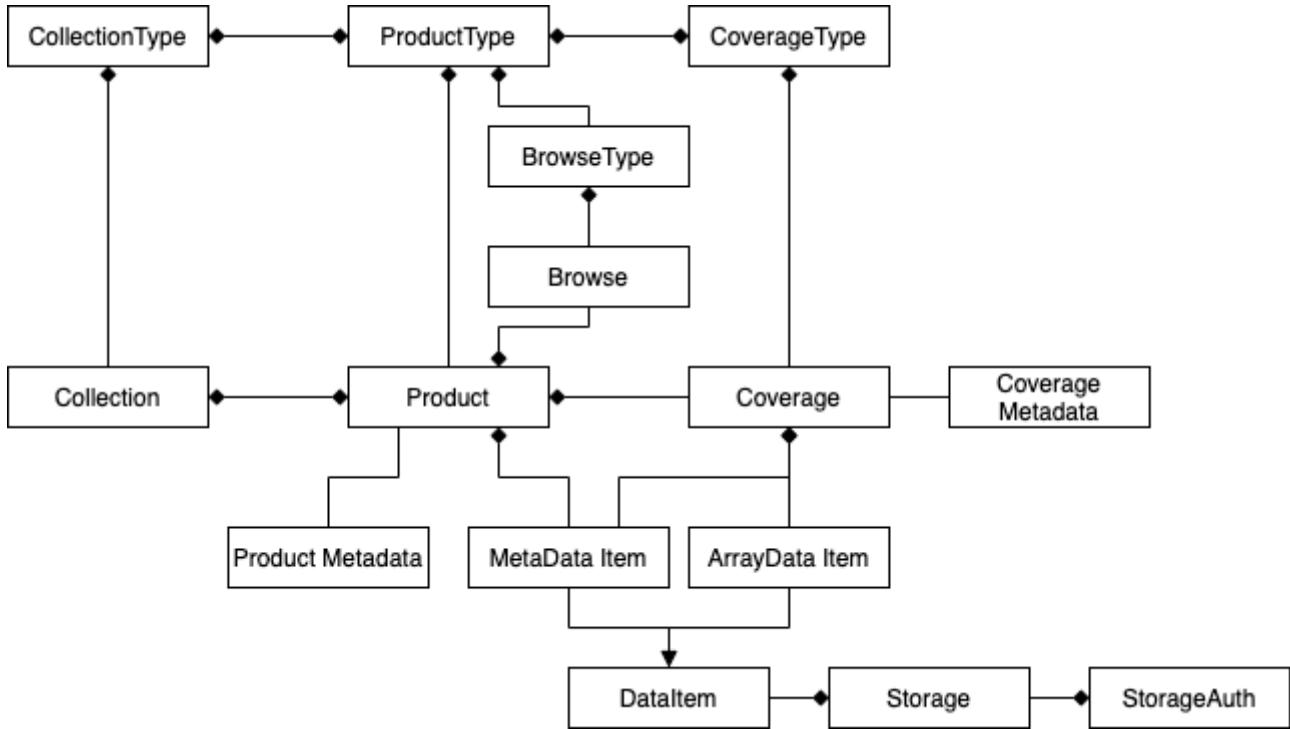 CollectionType
ProductType
CoverageType
BrowseType
Browse
Collection
Product
Coverage
Coverage
Metadata
Product Metadata
MetaData Item
ArrayData Item
DataItem
Storage
StorageAuth